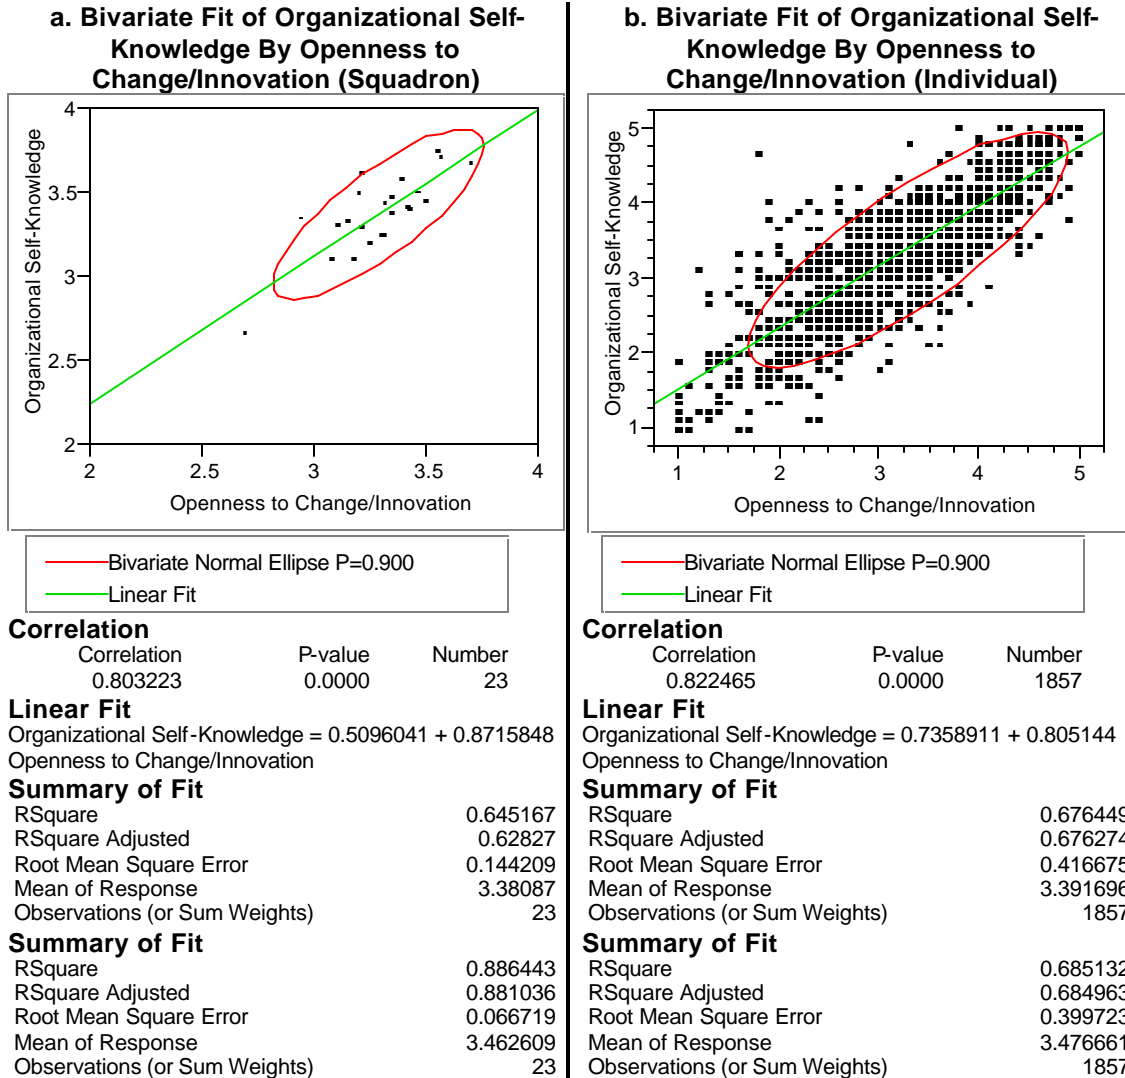 a. Bivariate Fit of Organizational Self-
Knowledge By Openness to
Change/Innovation (Squadron)
4
3.5
3
2.5
2
Organizational Self-Knowledge
2
2.5
3
3.5
4
Openness to Change/Innovation
Bivariate Normal Ellipse P=0.900
Linear Fit
Correlation
Correlation P-value Number
0.803223 0.0000 23
Linear Fit
Organizational Self-Knowledge = 0.5096041 + 0.8715848
Openness to Change/Innovation
Summary of Fit
RSquare 0.645167
RSquare Adjusted 0.62827
Root Mean Square Error 0.144209
Mean of Response 3.38087
Observations (or Sum Weights) 23
Summary of Fit
RSquare 0.886443
RSquare Adjusted 0.881036
Root Mean Square Error 0.066719
Mean of Response 3.462609
Observations (or Sum Weights) 23
b. Bivariate Fit of Organizational Self-
Knowledge By Openness to
Change/Innovation (Individual)
5
4
3
2
1
Organizational Self-Knowledge
1
2
3
4
5
Openness to Change/Innovation
Bivariate Normal Ellipse P=0.900
Linear Fit
Correlation
Correlation P-value Number
0.822465 0.0000 1857
Linear Fit
Organizational Self-Knowledge = 0.7358911 + 0.805144
Openness to Change/Innovation
Summary of Fit
RSquare 0.676449
RSquare Adjusted 0.676274
Root Mean Square Error 0.416675
Mean of Response 3.391696
Observations (or Sum Weights) 1857
Summary of Fit
RSquare 0.685132
RSquare Adjusted 0.684963
Root Mean Square Error 0.399723
Mean of Response 3.476661
Observations (or Sum Weights) 1857